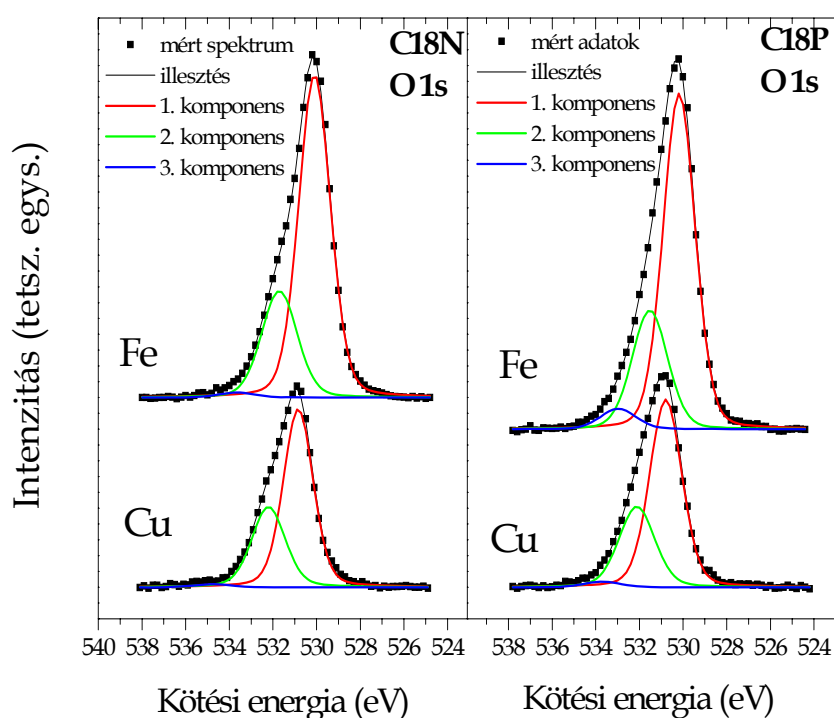 Intenzitás (tetsz. egys.)
mért spektrum
illesztés
1. komponens
2. komponens
3. komponens
C18N
O 1s
Fe
Cu
540 538 536 534 532 530 528 526 524
Kötési energia (eV)
mért adatok
illesztés
1. komponens
2. komponens
3. komponens
C18P
O 1s
Fe
Cu
538 536 534 532 530 528 526 524
Kötési energia (eV)